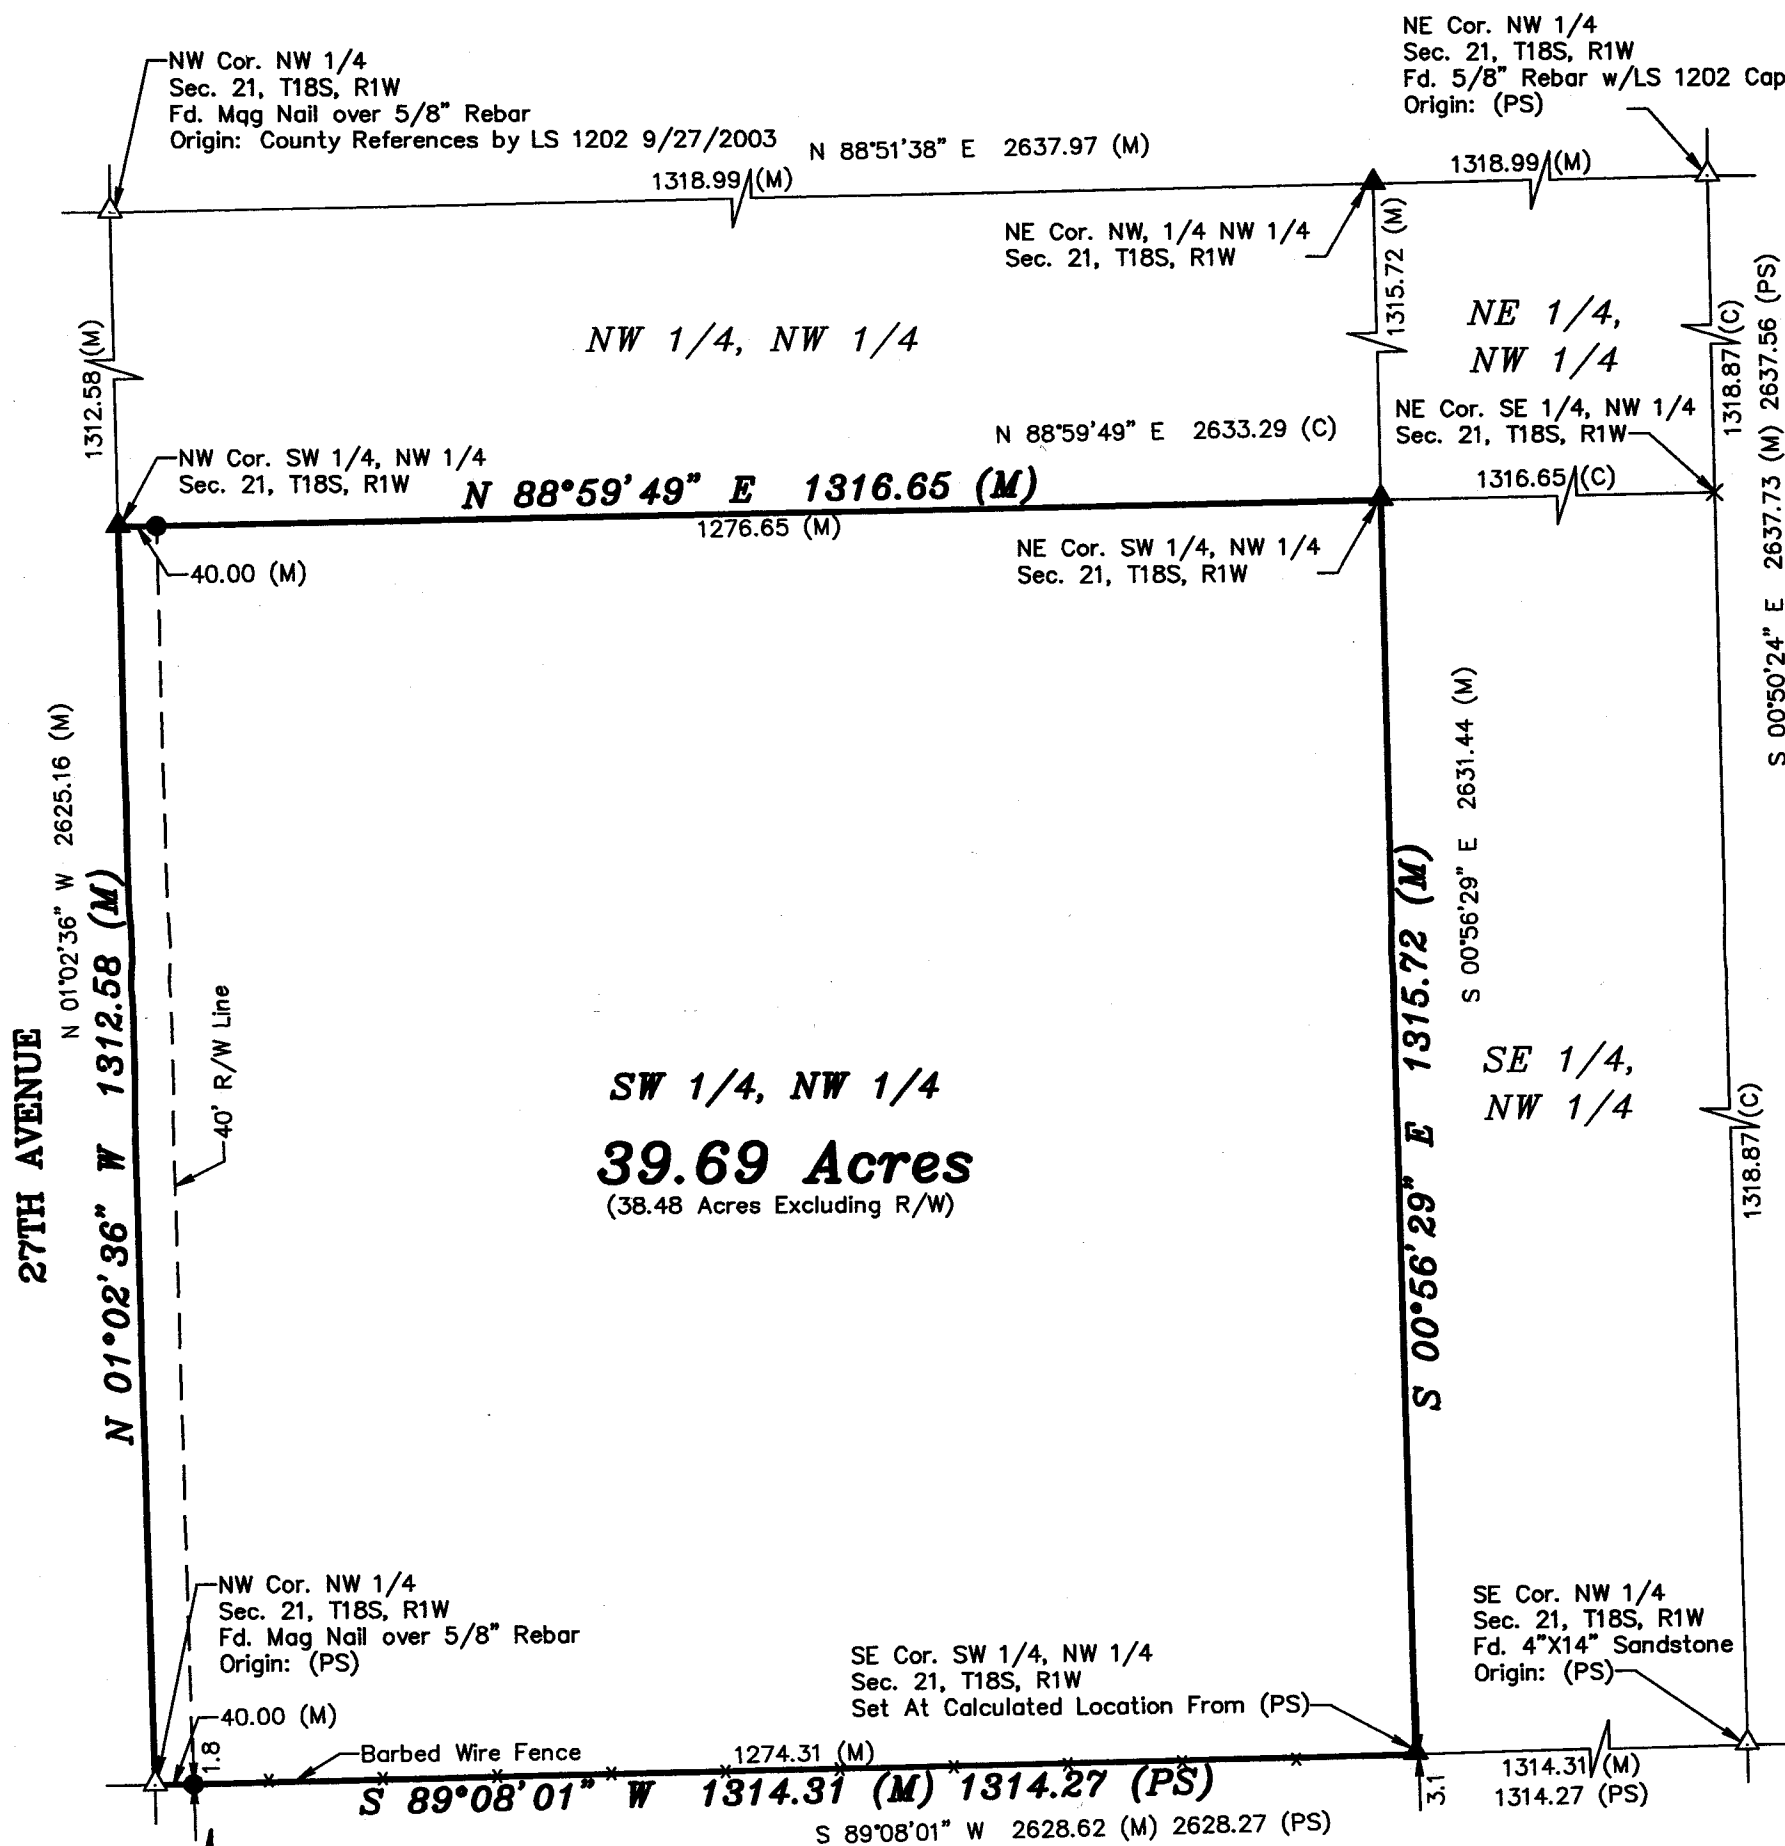 NW Cor. NW 1/4
Sec. 21, T18S, R1W
Fd. Mag Nail over 5/8" Rebar
Origin: County References by LS 1202 9/27/2003
NE Cor. NW 1/4
Sec. 21, T18S, R1W
Fd. 5/8" Rebar w/LS 1202 Cap
Origin: (PS)
N 88°51'38" E 2637.97 (M)
1318.99 (M)
1318.99 (M)
NE Cor. NW, 1/4 NW 1/4
Sec. 21, T18S, R1W
1315.72 (M)
1312.58 (M)
NW 1/4, NW 1/4
NE 1/4,
NW 1/4
1318.87 (C)
S 00°50'24" E 2637.73 (M) 2637.56 (PS)
NE Cor. SE 1/4, NW 1/4
Sec. 21, T18S, R1W
N 88°59'49" E 2633.29 (C)
NW Cor. SW 1/4, NW 1/4
Sec. 21, T18S, R1W
N 88°59'49" E 1316.65 (M)
1316.65 (C)
1276.65 (M)
40.00 (M)
NE Cor. SW 1/4, NW 1/4
Sec. 21, T18S, R1W
27TH AVENUE
N 01°02'36" W 2625.16 (M)
N 01°02'36" W 1312.58 (M)
40' R/W Line
SW 1/4, NW 1/4
39.69 Acres
(38.48 Acres Excluding R/W)
S 00°56'29" E 1315.72 (M)
S 00°56'29" E 2631.44 (M)
SE 1/4,
NW 1/4
1318.87 (C)
NW Cor. NW 1/4
Sec. 21, T18S, R1W
Fd. Mag Nail over 5/8" Rebar
Origin: (PS)
SE Cor. SW 1/4, NW 1/4
Sec. 21, T18S, R1W
Set At Calculated Location From (PS)
SE Cor. NW 1/4
Sec. 21, T18S, R1W
Fd. 4"X14" Sandstone
Origin: (PS)
40.00 (M)
1.8
Barbed Wire Fence
1274.31 (M)
S 89°08'01" W 1314.31 (M) 1314.27 (PS)
3.1
1314.31 (M)
1314.27 (PS)
S 89°08'01" W 2628.62 (M) 2628.27 (PS)